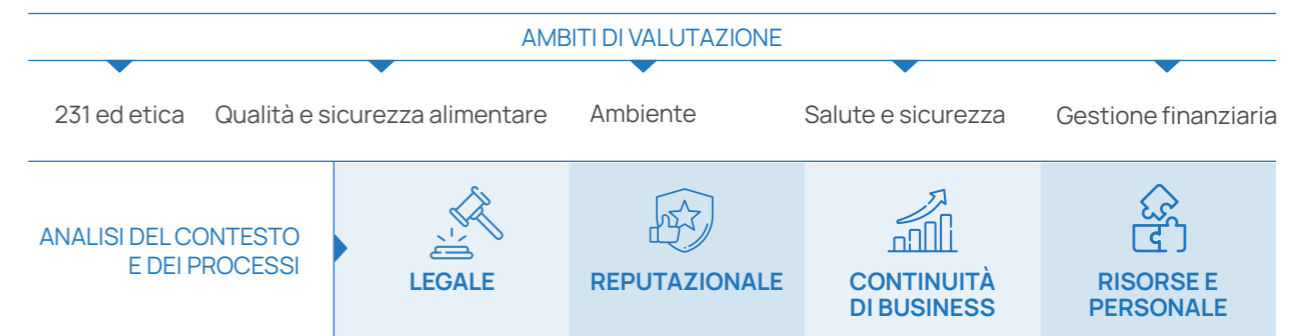 AMBITI DI VALUTAZIONE
231 ed etica
Qualità e sicurezza alimentare
Ambiente
Salute e sicurezza
Gestione finanziaria
ANALISI DEL CONTESTO
E DEI PROCESSI
LEGALE
REPUTAZIONALE
CONTINUITÀ
DI BUSINESS
RISORSE E
PERSONALE